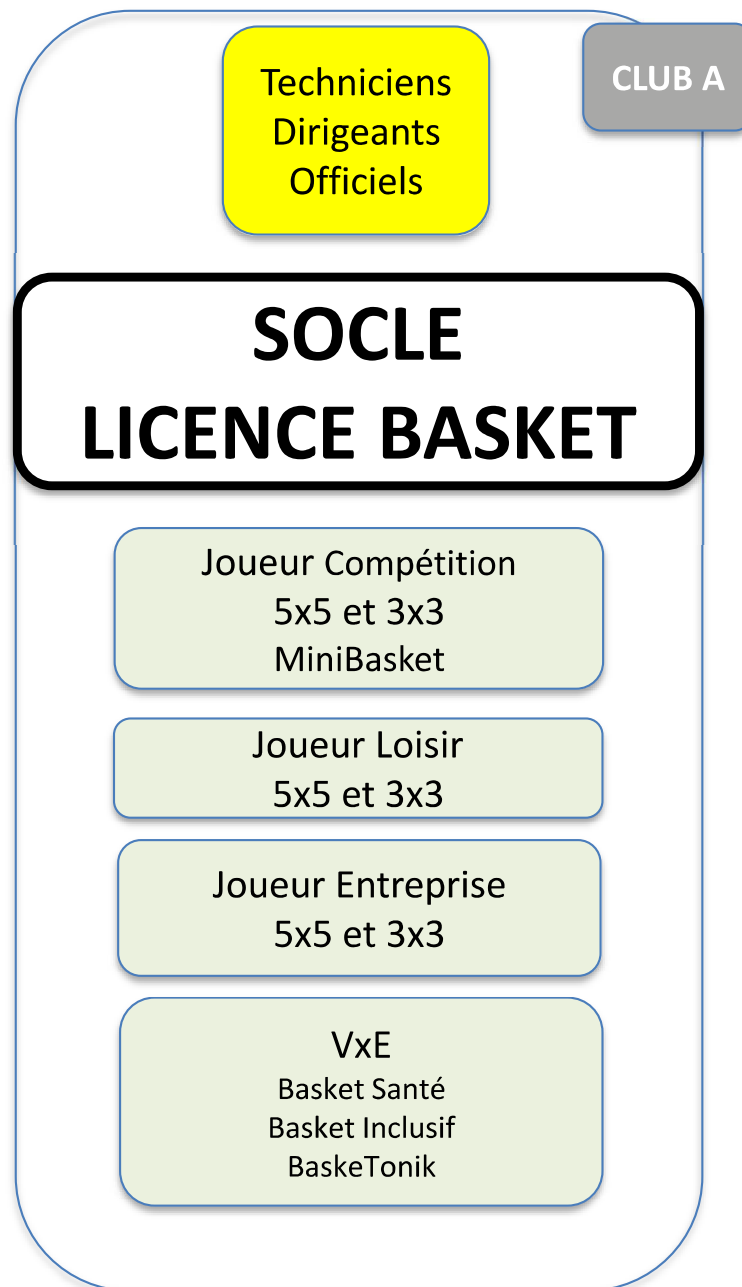 CLUB A
Techniciens
Dirigeants
Officiels
SOCLE
LICENCE BASKET
Joueur Compétition
5x5 et 3x3
MiniBasket
Joueur Loisir
5x5 et 3x3
Joueur Entreprise
5x5 et 3x3
VxE
Basket Santé
Basket Inclusif
BaskeTonik